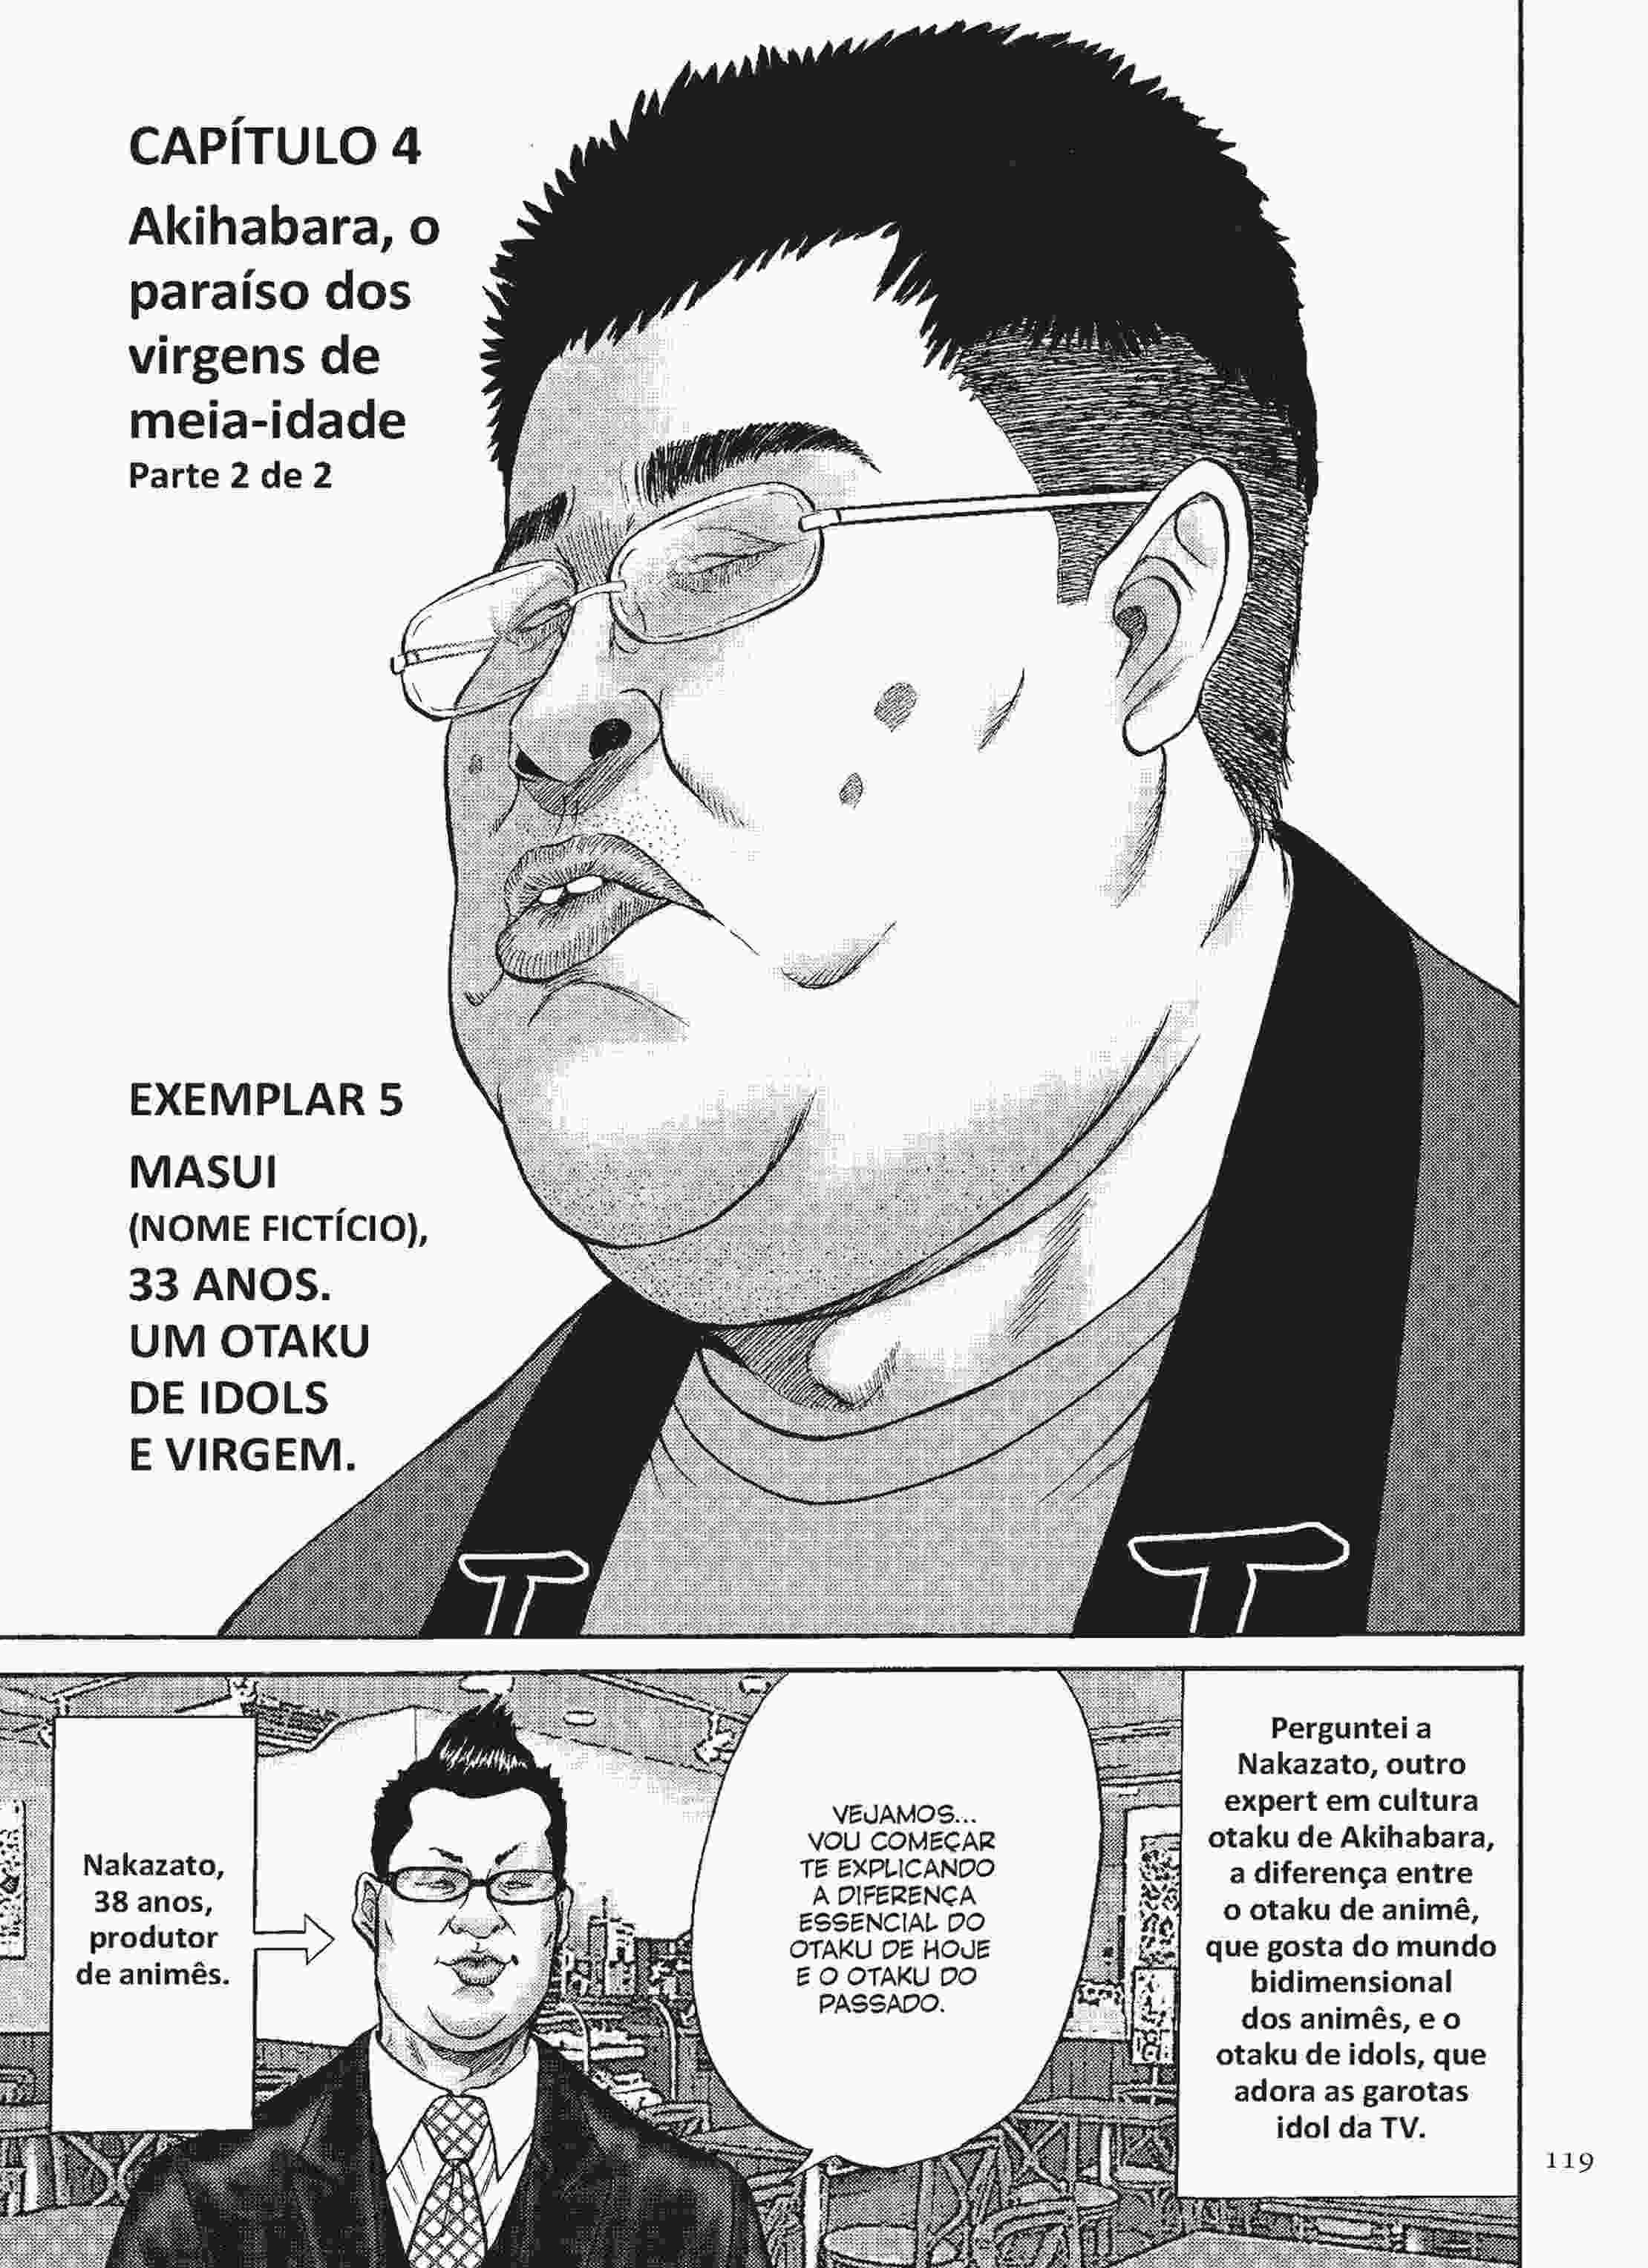 CAPÍTULO 4
Akihabara, o
paraíso dos
virgens de
meia-idade
Parte 2 de 2
EXEMPLAR 5
MASUI
(NOME FICTÍCIO),
33 ANOS.
UM OTAKU
DE IDOLS
E VIRGEM.
Perguntei a
Nakazato, outro
expert em cultura
otaku de Akihabara,
a diferença entre
o otaku de animê,
que gosta do mundo
bidimensional
dos animês, e o
otaku de idols, que
adora as garotas
idol da TV.
VEJAMOS...
VOU COMEÇAR
TE EXPLICANDO
A DIFERENÇA
ESSENCIAL DO
OTAKU DE HOJE
E O OTAKU DO
PASSADO.
Nakazato,
38 anos,
produtor
de animês.
119